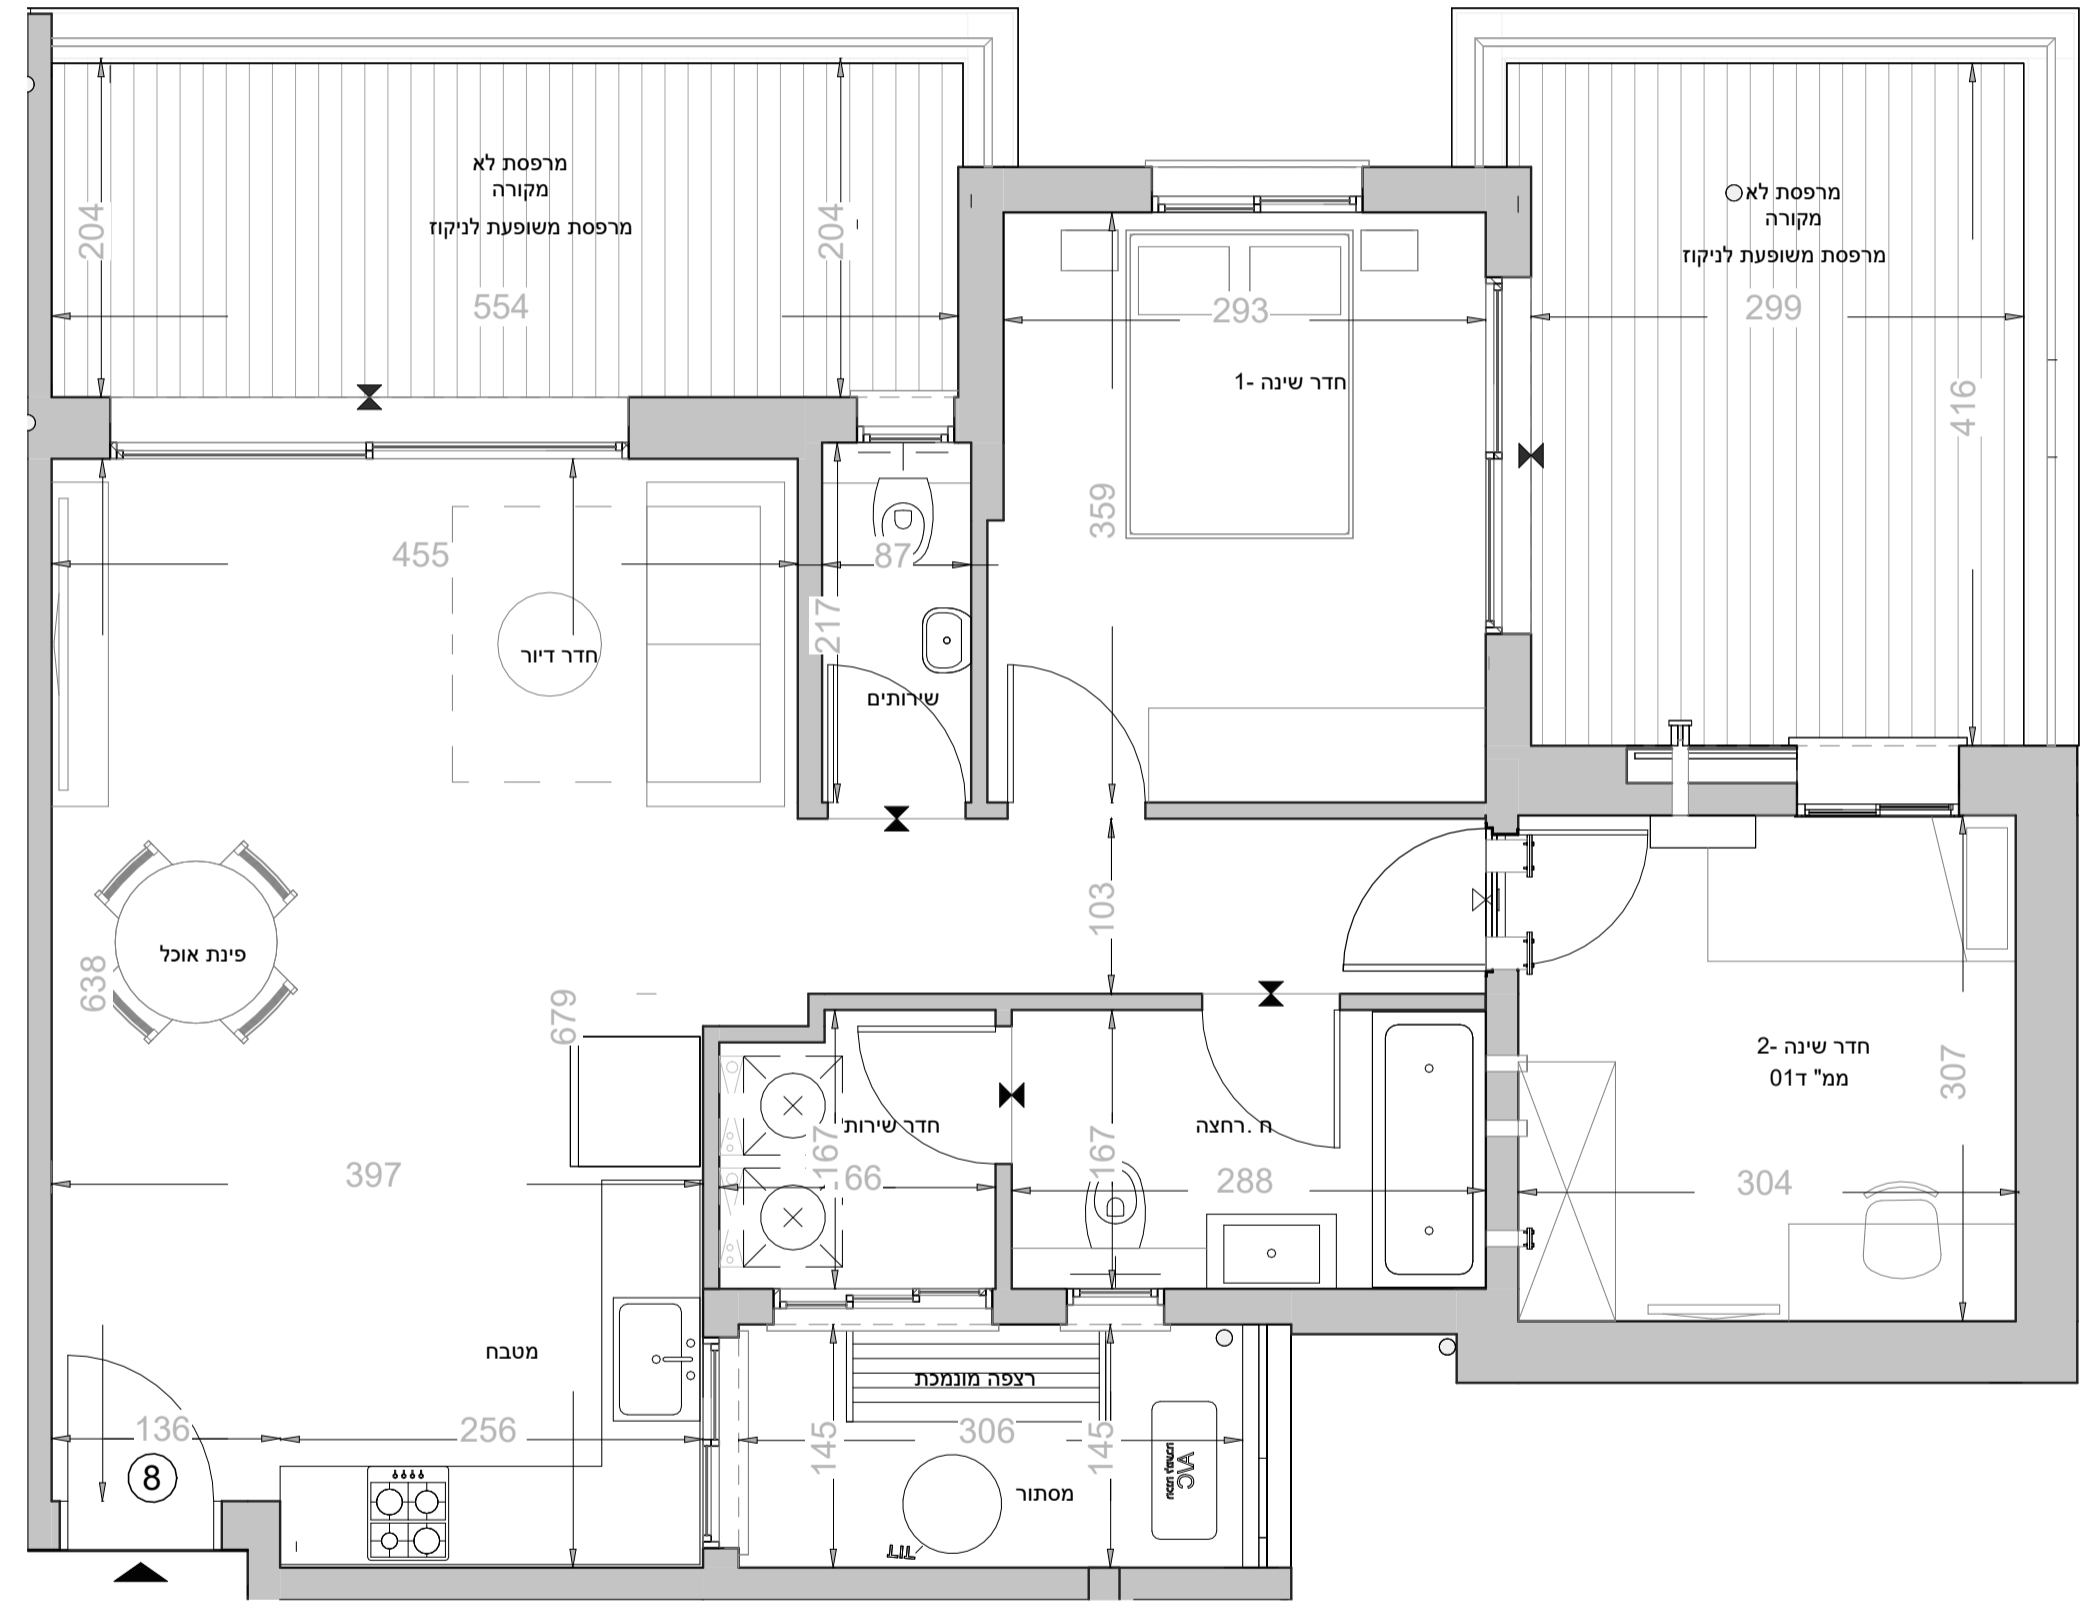 מרפסת לא
מקורה
מרפסת משופעת לניקוז
204
204
554
מרפסת לא
מקורה
מרפסת משופעת לניקוז
299
416
293
חדר שינה -1
359
455
87
217
חדר דיור
שירותים
103
פינת אוכל
638
679
חדר שינה -2
ממ"ד 01
307
304
חדר שירות
167
166
ח .רחצה
167
288
397
מטבח
136
256
8
רצפה מונמכת
145
306
145
מסתור
A/C
דוד